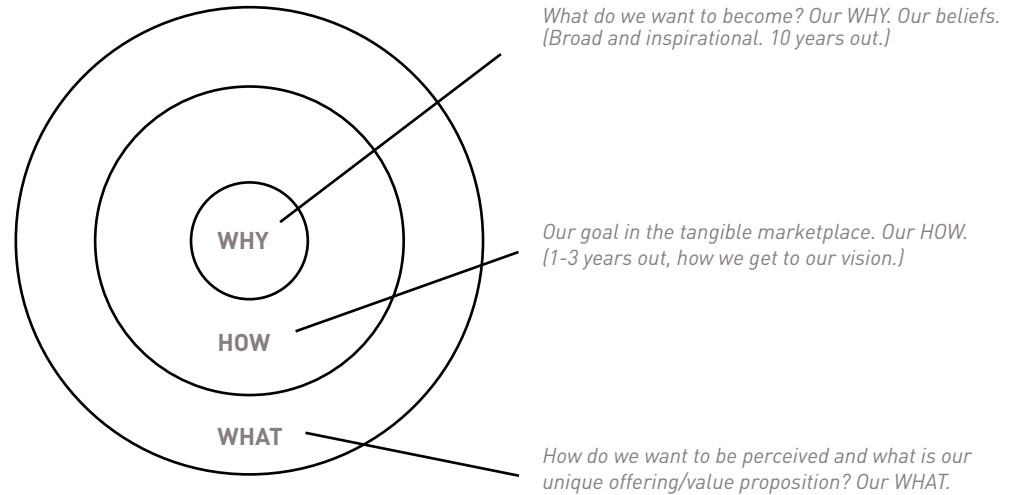 What do we want to become? Our WHY. Our beliefs.
(Broad and inspirational. 10 years out.)
WHY
Our goal in the tangible marketplace. Our HOW.
(1-3 years out, how we get to our vision.)
HOW
WHAT
How do we want to be perceived and what is our
unique offering/value proposition? Our WHAT.